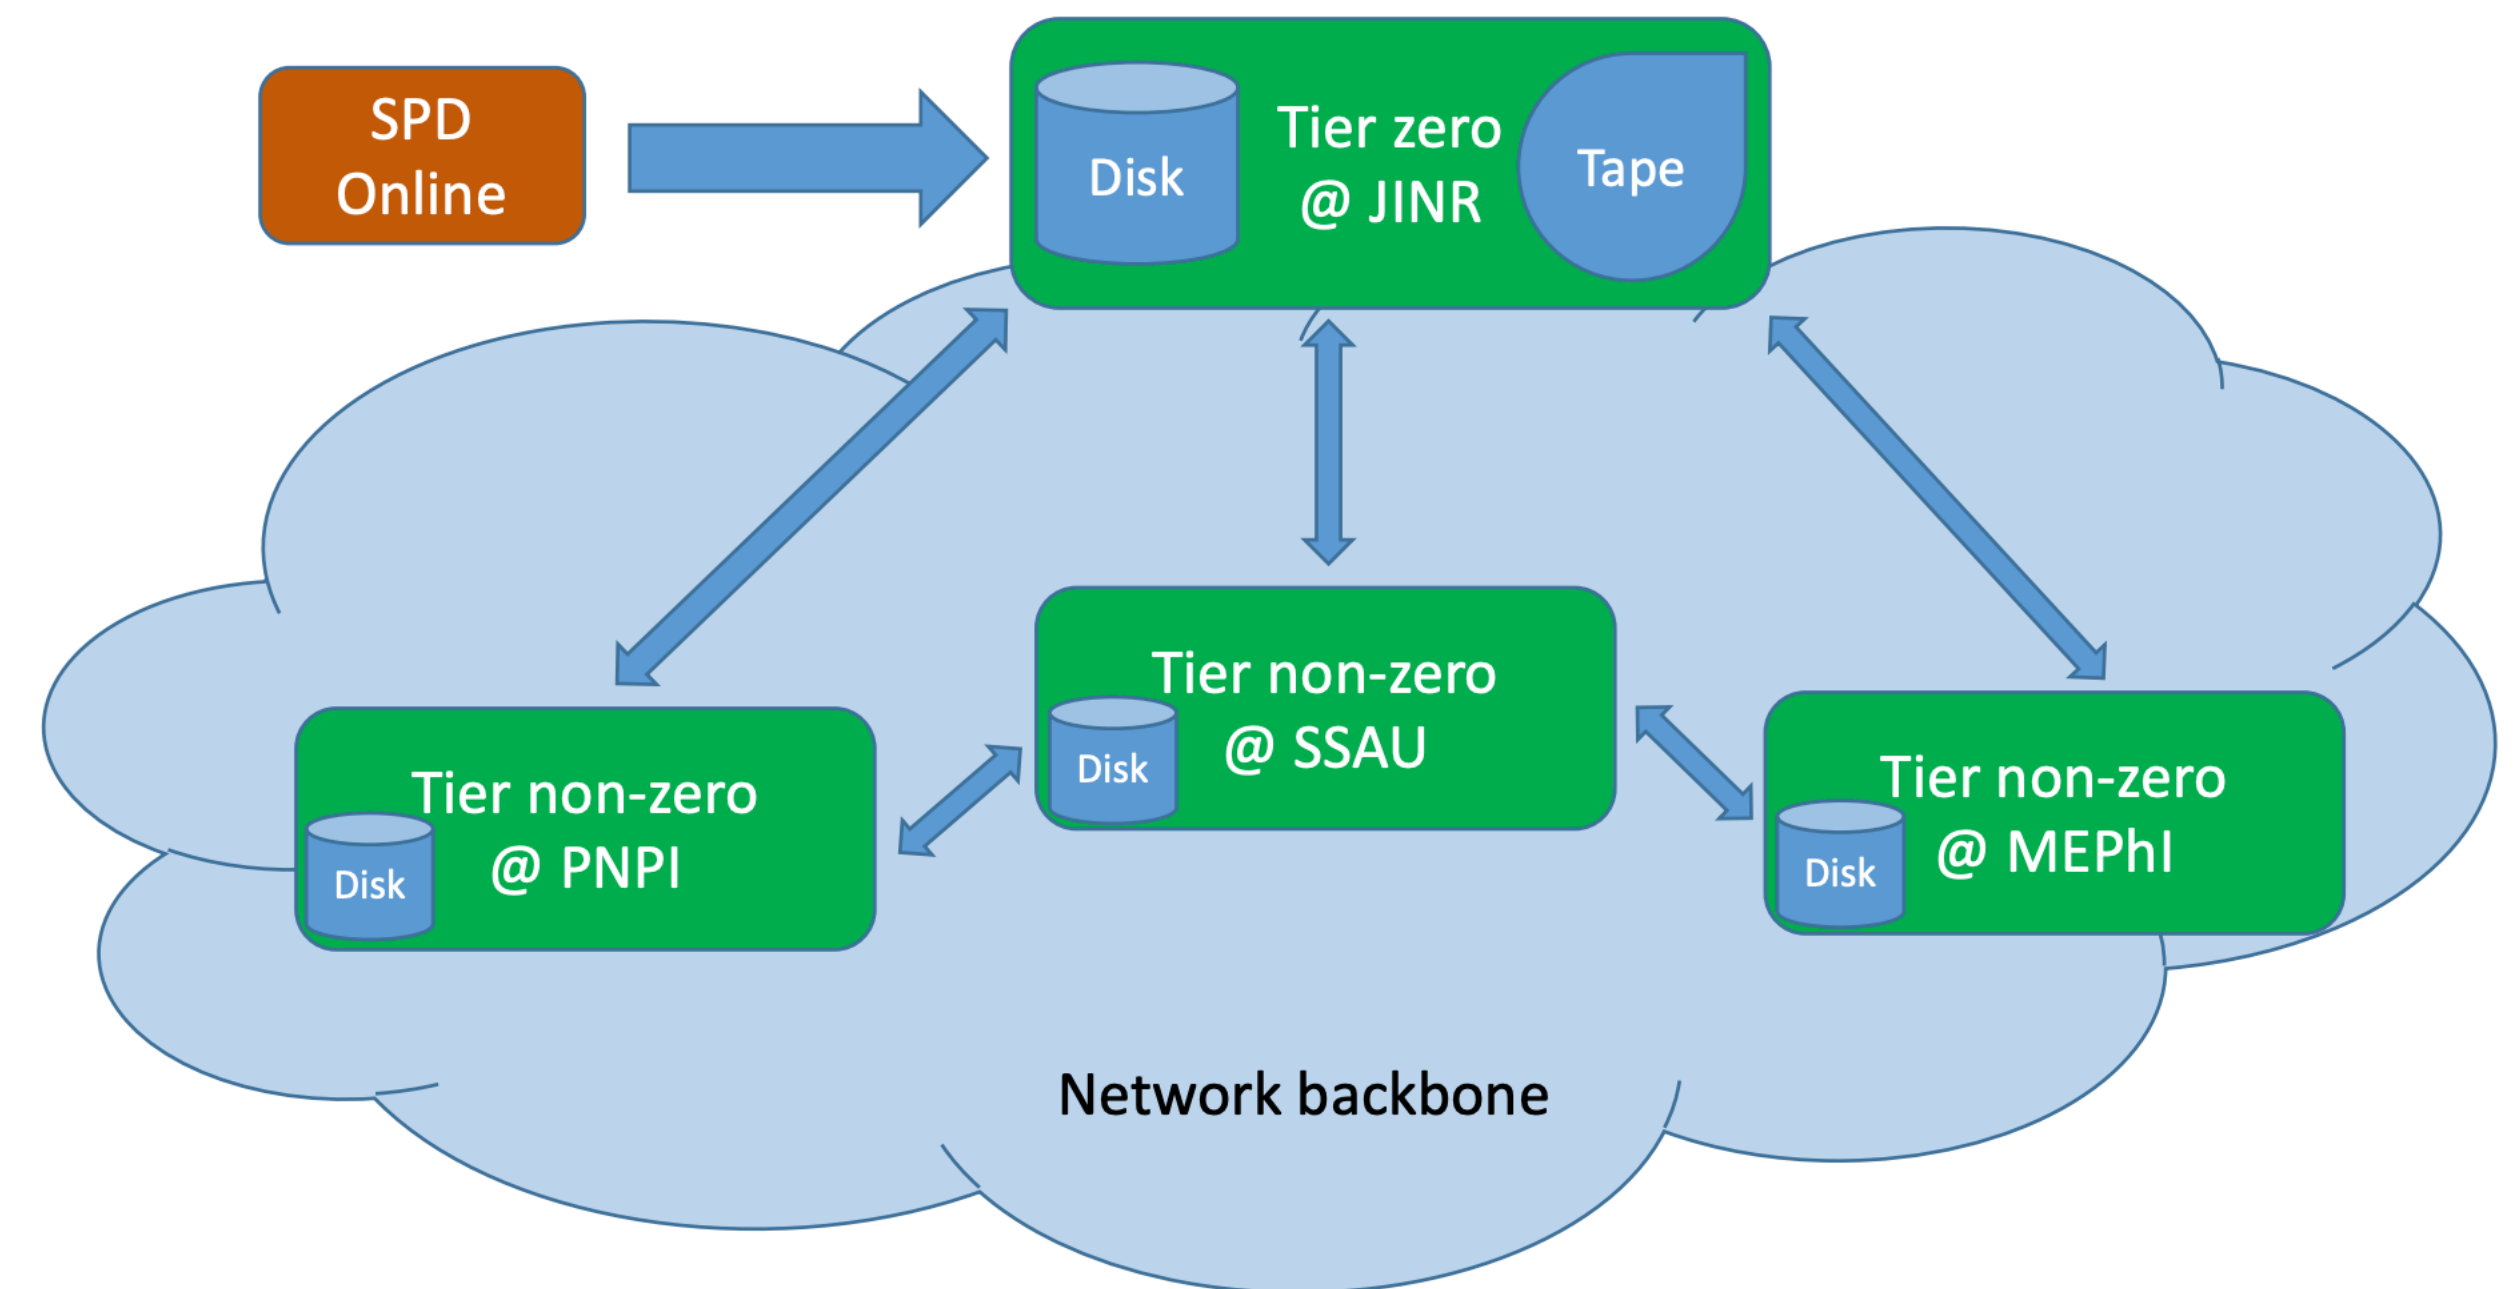 SPD
Online
Disk
Tier zero
@ JINR
Tape
Tier non-zero
@ SSAU
Disk
Tier non-zero
@ PNPI
Disk
Tier non-zero
@ MEPhI
Disk
Network backbone